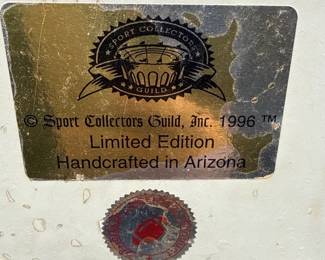 SPORT COLLECTORS
GUILD
© Sport Collectors Guild, Inc. 1996 ™
Limited Edition
Handcrafted in Arizona